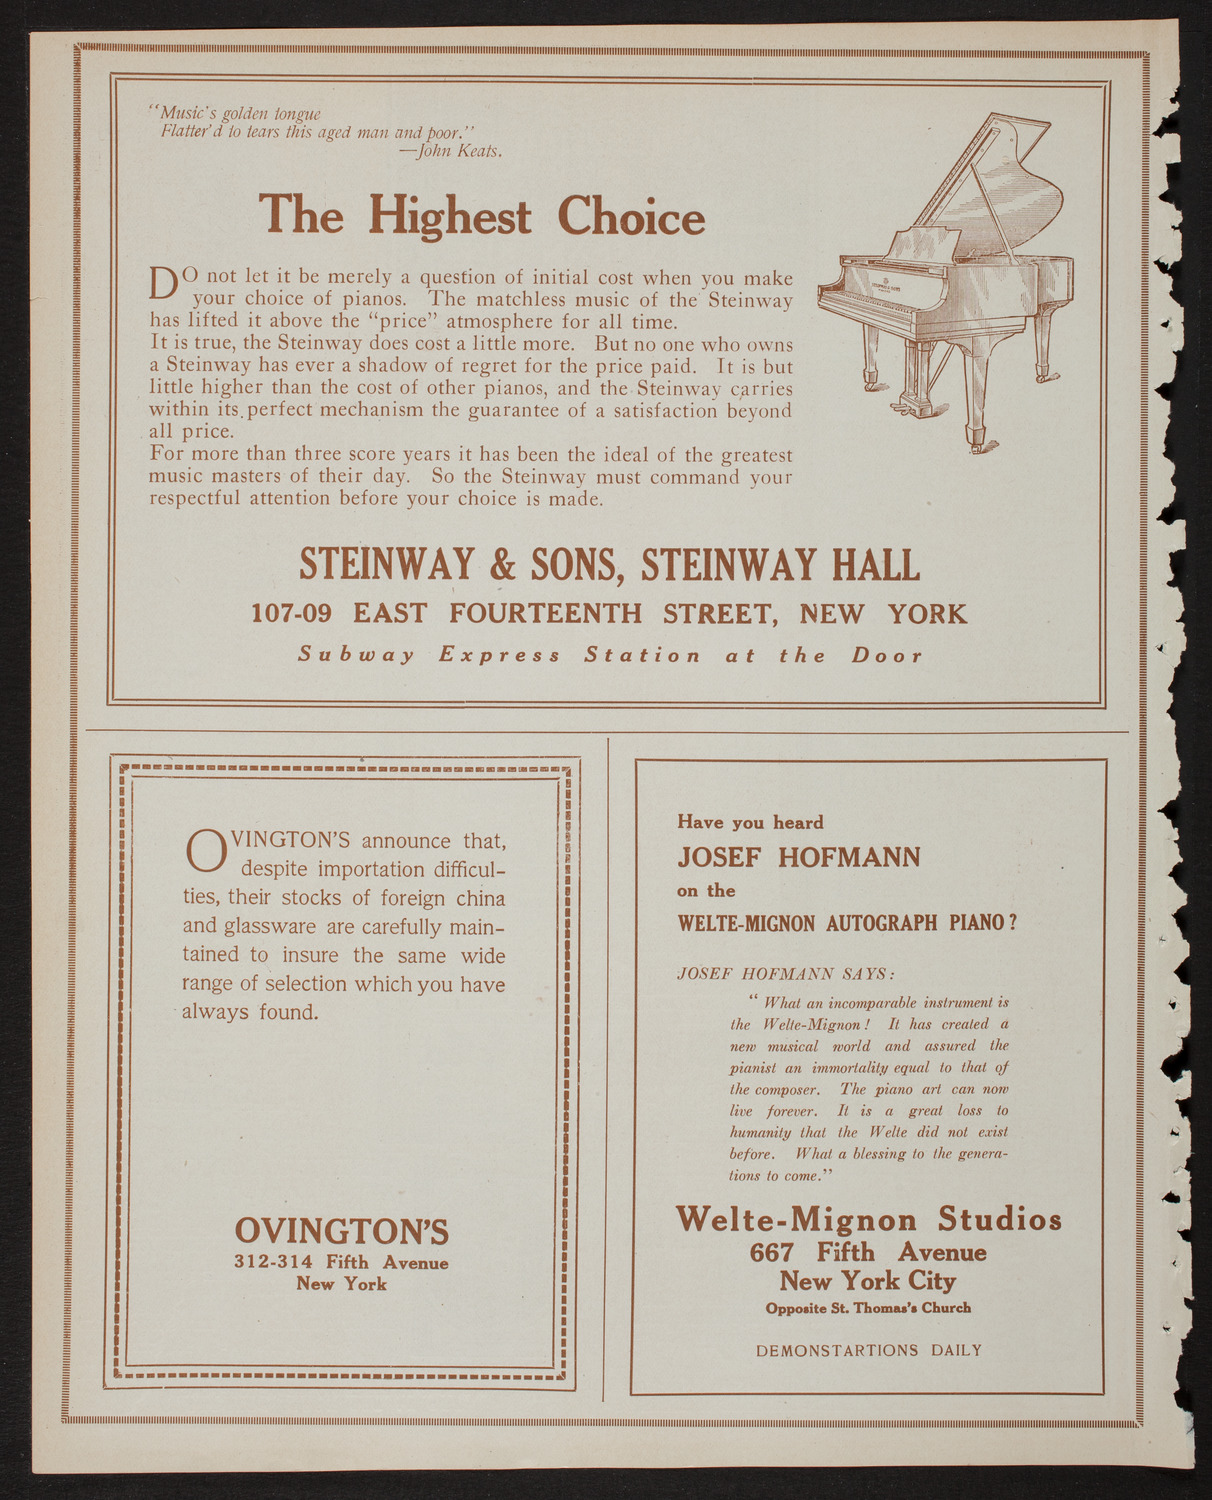 “Music's golden tongue
Flatter'd to tears this aged man and poor.”
—John Keats.
The Highest Choice
DO not let it be merely a question of initial cost when you make
your choice of pianos. The matchless music of the Steinway
has lifted it above the “price” atmosphere for all time.
It is true, the Steinway does cost a little more. But no one who owns
a Steinway has ever a shadow of regret for the price paid. It is but
little higher than the cost of other pianos, and the Steinway carries
within its perfect mechanism the guarantee of a satisfaction beyond
all price.
For more than three score years it has been the ideal of the greatest
music masters of their day. So the Steinway must command your
respectful attention before your choice is made.
STEINWAY & SONS, STEINWAY HALL
107-09 EAST FOURTEENTH STREET, NEW YORK
Subway Express Station at the Door
OVINGTON'S announce that,
despite importation difficul-
ties, their stocks of foreign china
and glassware are carefully main-
tained to insure the same wide
range of selection which you have
always found.
OVINGTON'S
312-314 Fifth Avenue
New York
Have you heard
JOSEF HOFMANN
on the
WELTE-MIGNON AUTOGRAPH PIANO?
JOSEF HOFMANN SAYS:
“ What an incomparable instrument is
the Welte-Mignon! It has created a
new musical world and assured the
pianist an immortality equal to that of
the composer. The piano art can now
live forever. It is a great loss to
humanity that the Welte did not exist
before. What a blessing to the genera-
tions to come.”
Welte-Mignon Studios
667 Fifth Avenue
New York City
Opposite St. Thomas's Church
DEMONSTARTIONS DAILY